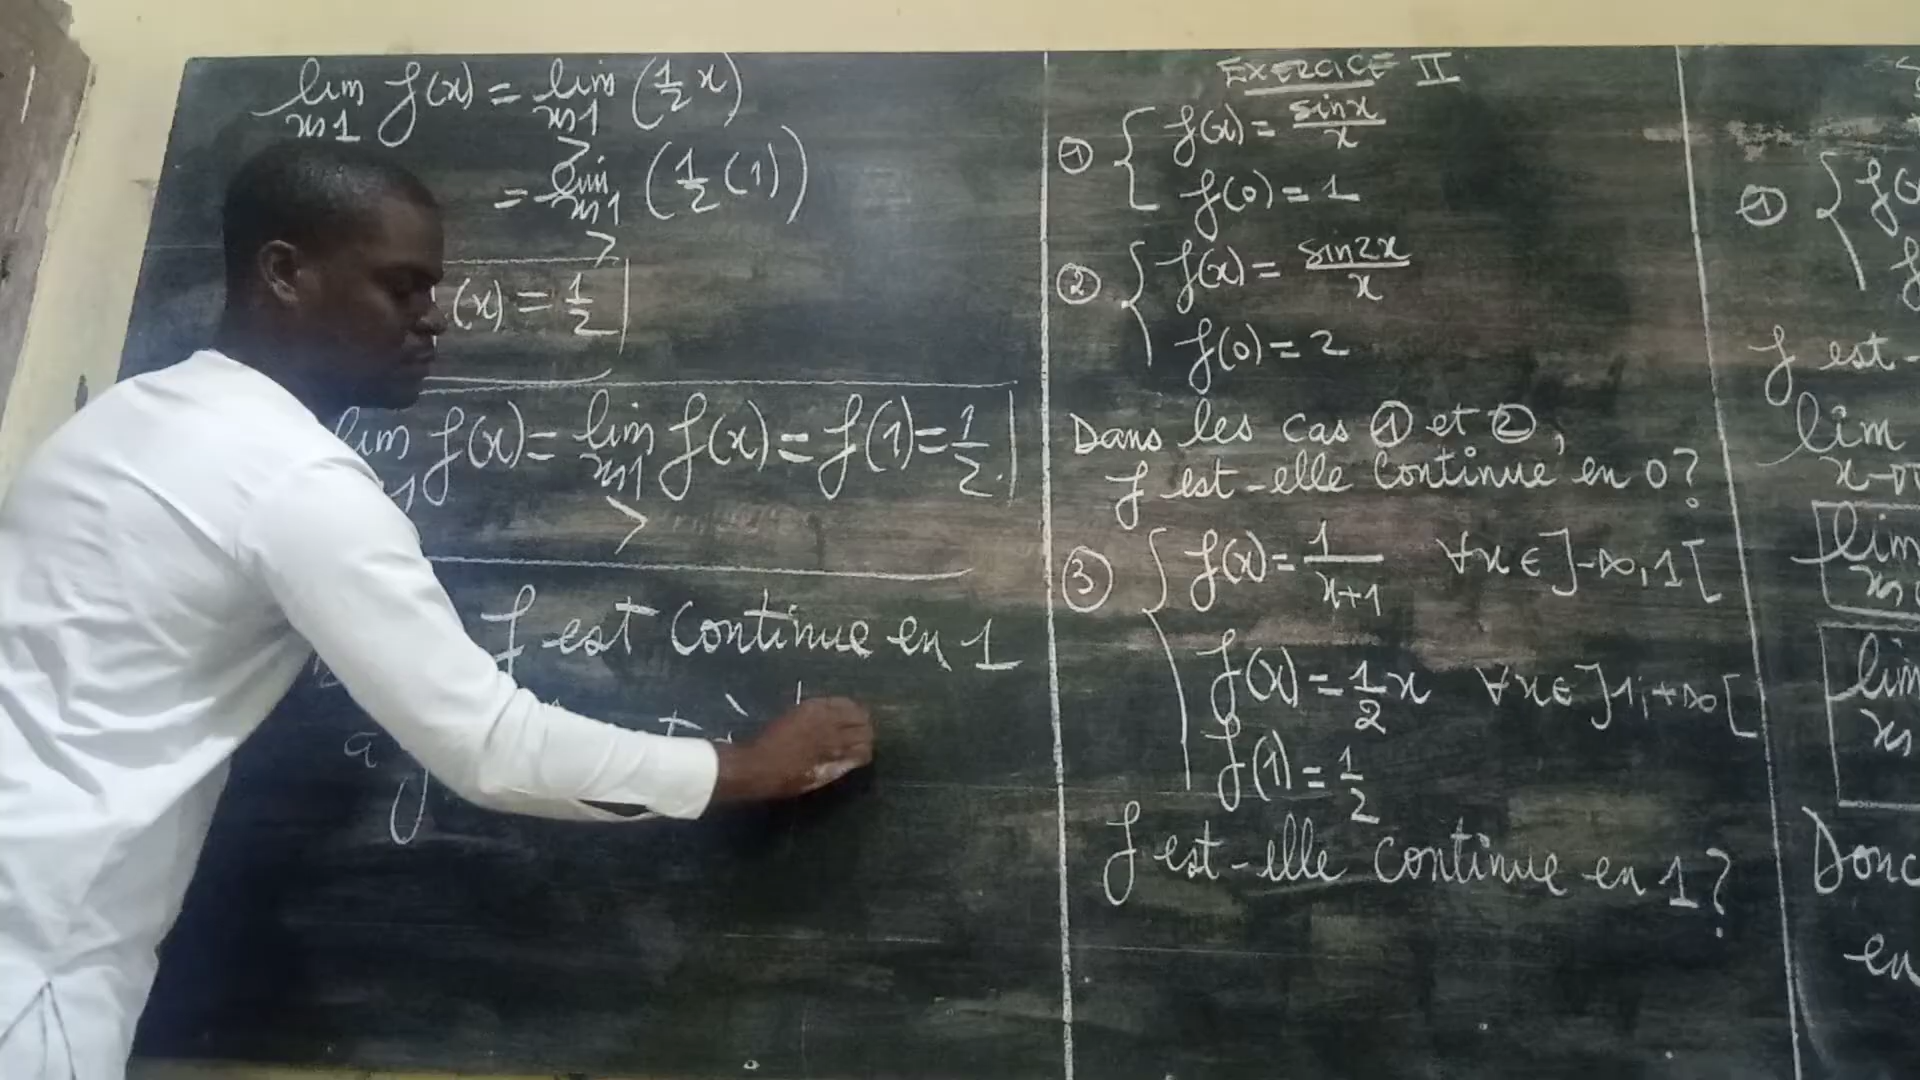 lim f(x) = lim (1/2 x)
x→1 x→1
>
= lim (1/2 (1))
x→1
>
(x) = 1/2
lim f(x) = lim f(x) = f(1) = 1/2.
x→1
>
f est continue en 1
à
EXERCICE II
① { f(x) = sinx/x
f(0) = 1
② { f(x) = sin2x/x
f(0) = 2
Dans les cas ① et ②,
f est-elle continue en 0?
③ { f(x) = 1/x+1 ∀x ∈ ]-∞, 1[
f(x) = 1/2 x ∀x ∈ ]1; +∞[
f(1) = 1/2
f est-elle continue en 1?
① { f(
f
f est-
lim
x→0
lim
lim
Donc
en